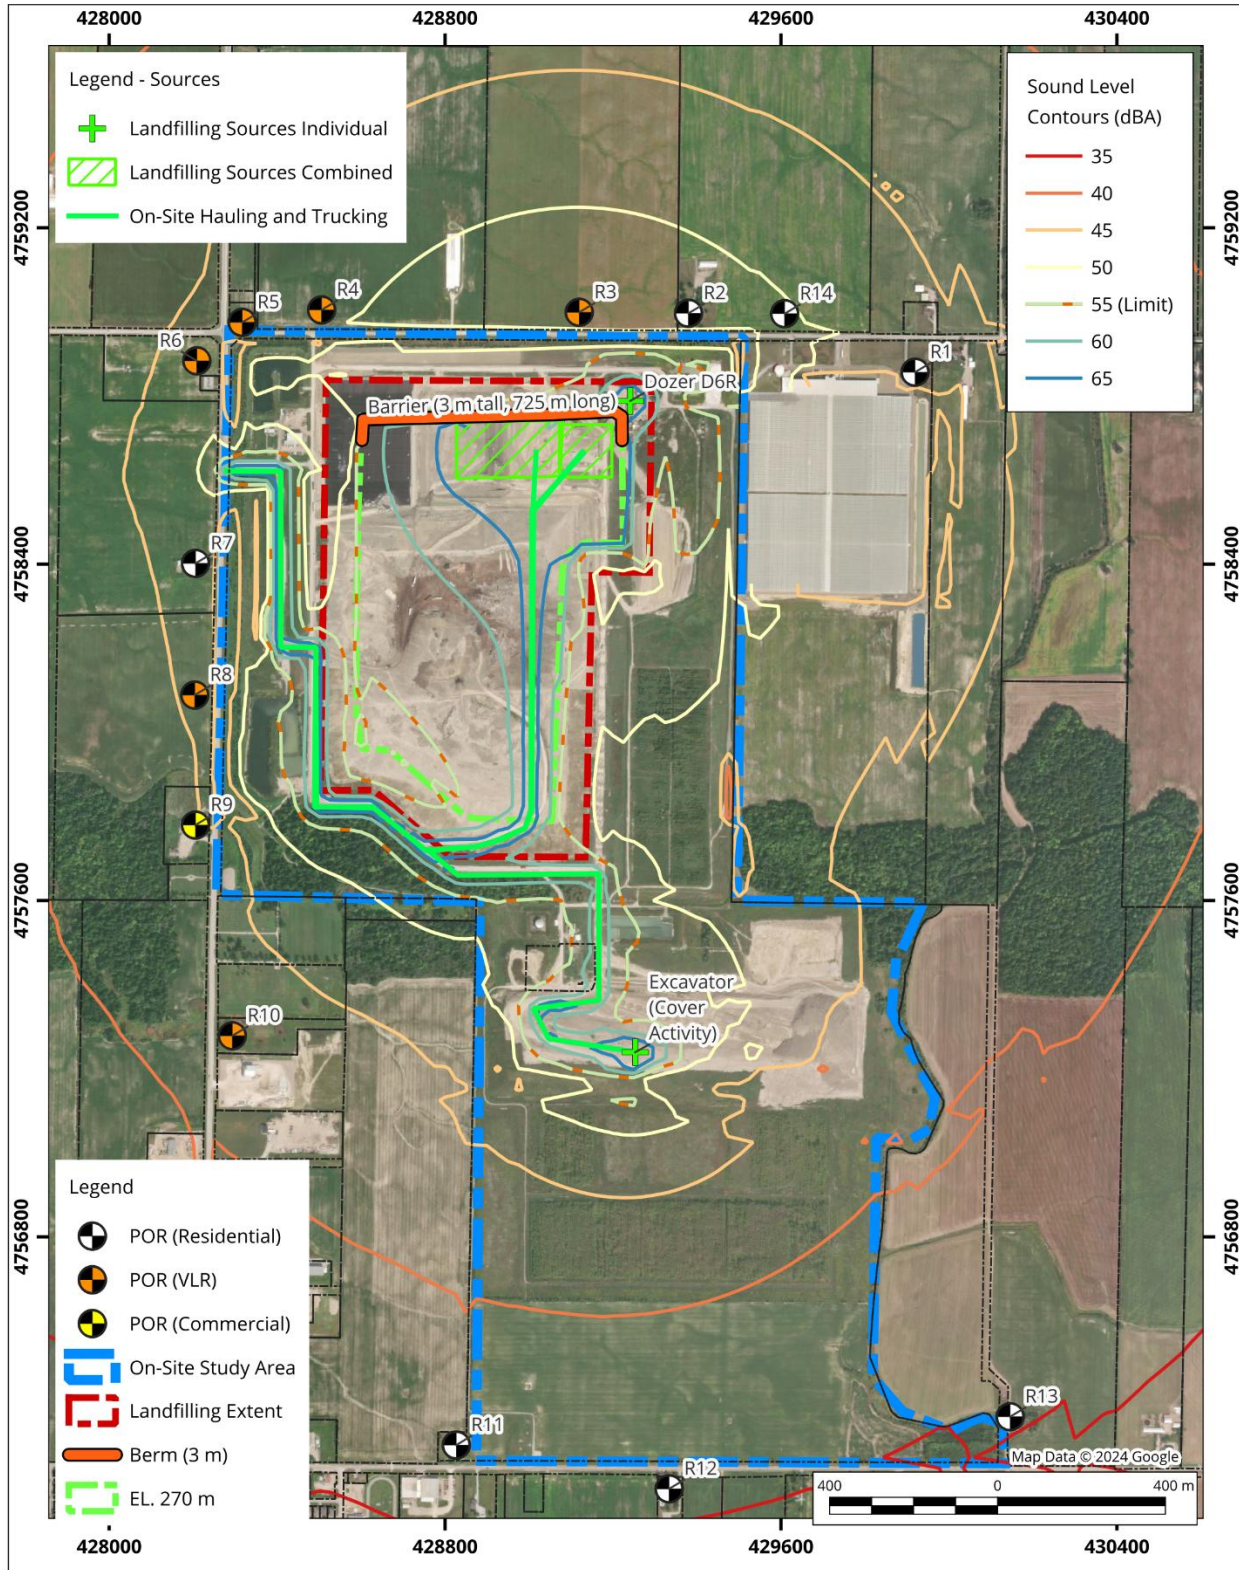 428000
428800
429600
430400
Legend - Sources
Landfilling Sources Individual
Landfilling Sources Combined
On-Site Hauling and Trucking
Sound Level
Contours (dBA)
35
40
45
50
55 (Limit)
60
65
4759200
4759200
R5
R4
R3
R2
R14
R6
R1
Dozer D6R
Barrier (3 m tall, 725 m long)
4758400
4758400
R7
R8
R9
4757600
4757600
Excavator
(Cover
Activity)
R10
4756800
4756800
Legend
POR (Residential)
POR (VLR)
POR (Commercial)
On-Site Study Area
Landfilling Extent
Berm (3 m)
EL. 270 m
R11
R12
R13
Map Data © 2024 Google
400
0
400 m
428000
428800
429600
430400